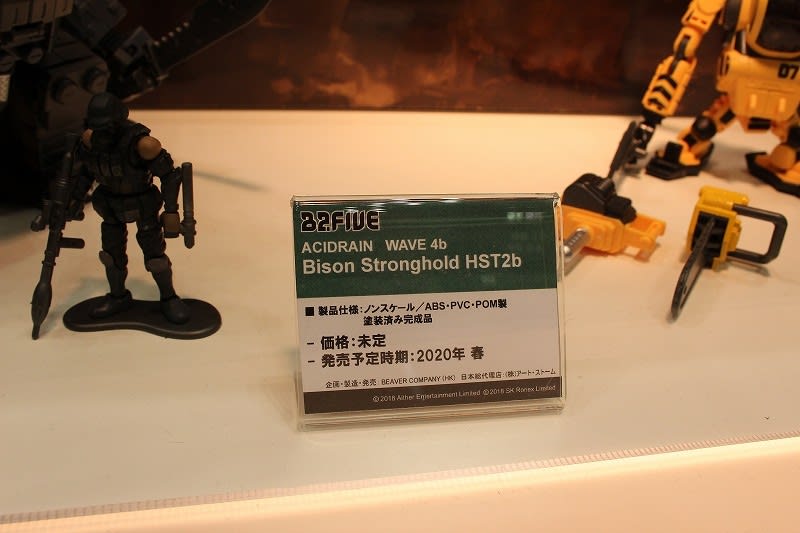 B2FIVE
ACIDRAIN WAVE 4b
Bison Stronghold HST2b
■ 製品仕様：ノンスケール／ABS・PVC・POM製
塗装済み完成品
- 価格：未定
- 発売予定時期：2020年 春
企画・製造・発売：BEAVER COMPANY (HK) 日本総代理店：(株)アート・ストーム
© 2018 Aither Entertainment Limited © 2018 SK Ronex Limited
07